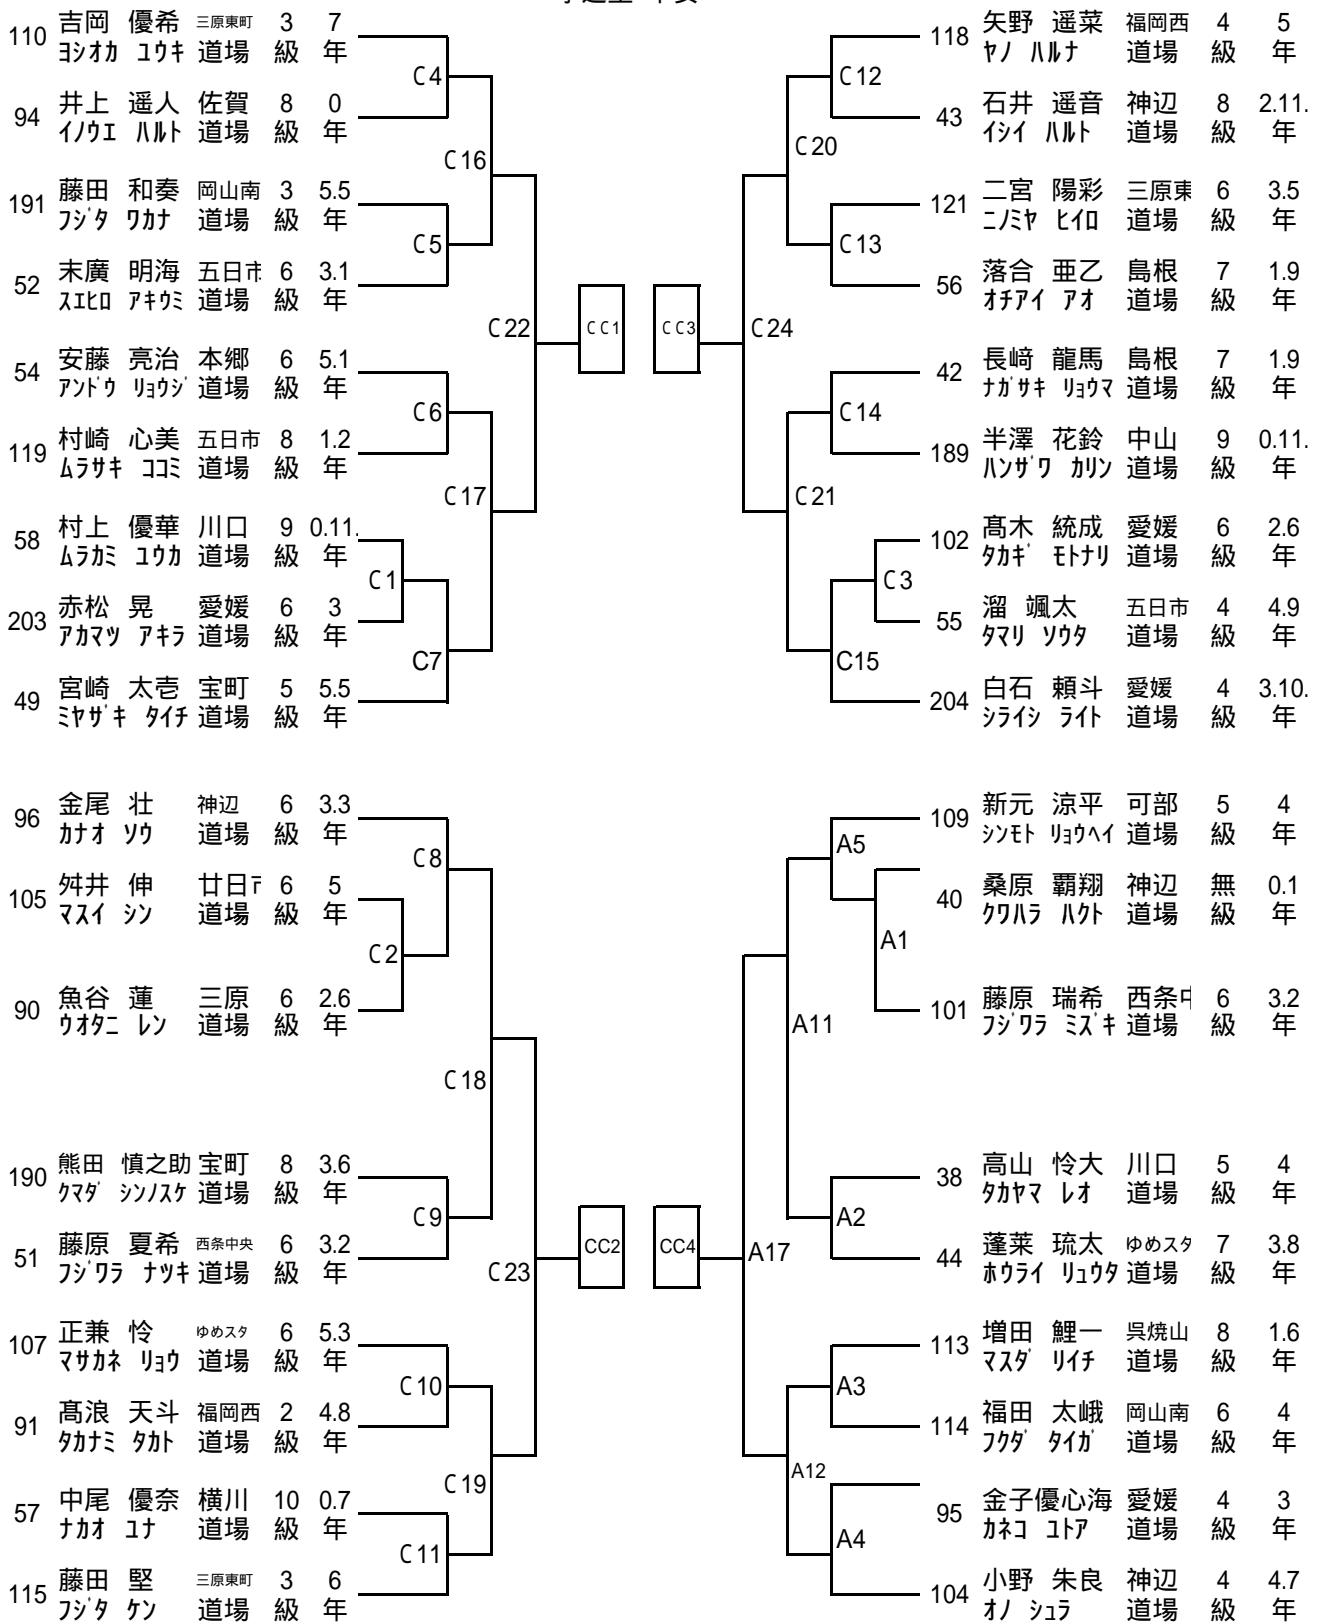 110 吉岡 優希 三原東町 3 7
ヨシオカ ユウキ 道場 級 年
C4
94 井上 遥人 佐賀 8 0
イノウエ ハルト 道場 級 年
C16
191 藤田 和奏 岡山南 3 5.5
フジタ ワカナ 道場 級 年
C5
52 末廣 明海 五日市 6 3.1
スエヒロ アキウミ 道場 級 年
C22
CC1
54 安藤 亮治 本郷 6 5.1
アンドウ リョウジ 道場 級 年
C6
119 村崎 心美 五日市 8 1.2
ムラサキ ココミ 道場 級 年
C17
58 村上 優華 川口 9 0.11.
ムラカミ ユウカ 道場 級 年
C1
203 赤松 晃 愛媛 6 3
アカマツ アキラ 道場 級 年
C7
49 宮崎 太壱 宝町 5 5.5
ミヤザキ タイチ 道場 級 年
96 金尾 壮 神辺 6 3.3
カナオ ソウ 道場 級 年
C8
105 舛井 伸 廿日市 6 5
マスイ シン 道場 級 年
C2
90 魚谷 蓮 三原 6 2.6
ウオタニ レン 道場 級 年
C18
190 熊田 慎之助 宝町 8 3.6
クマダ シンノスケ 道場 級 年
C9
51 藤原 夏希 西条中央 6 3.2
フジワラ ナツキ 道場 級 年
C23
CC2
107 正兼 怜 ゆめスタ 6 5.3
マサカネ リョウ 道場 級 年
C10
91 髙浪 天斗 福岡西 2 4.8
タカナミ タカト 道場 級 年
C19
57 中尾 優奈 横川 10 0.7
ナカオ ユナ 道場 級 年
C11
115 藤田 堅 三原東町 3 6
フジタ ケン 道場 級 年
118 矢野 遥菜 福岡西 4 5
ヤノ ハルナ 道場 級 年
C12
43 石井 遥音 神辺 8 2.11.
イシイ ハルト 道場 級 年
C20
121 二宮 陽彩 三原東 6 3.5
ニノミヤ ヒイロ 道場 級 年
C13
56 落合 亜乙 島根 7 1.9
オチアイ アオ 道場 級 年
CC3
C24
42 長﨑 龍馬 島根 7 1.9
ナガサキ リョウマ 道場 級 年
C14
189 半澤 花鈴 中山 9 0.11.
ハンザワ カリン 道場 級 年
C21
102 髙木 統成 愛媛 6 2.6
タカギ モトナリ 道場 級 年
C3
55 溜 颯太 五日市 4 4.9
タマリ ソウタ 道場 級 年
C15
204 白石 頼斗 愛媛 4 3.10.
シライシ ライト 道場 級 年
109 新元 涼平 可部 5 4
シンモト リョウヘイ 道場 級 年
A5
40 桑原 覇翔 神辺 無 0.1
クワハラ ハクト 道場 級 年
A1
101 藤原 瑞希 西条中 6 3.2
フジワラ ミズキ 道場 級 年
A11
38 高山 怜大 川口 5 4
タカヤマ レオ 道場 級 年
A2
44 蓬莱 琉太 ゆめスタ 7 3.8
ホウライ リュウタ 道場 級 年
CC4
A17
113 増田 鯉一 呉焼山 8 1.6
マスダ リイチ 道場 級 年
A3
114 福田 太峨 岡山南 6 4
フクダ タイガ 道場 級 年
A12
95 金子優心海 愛媛 4 3
カネコ ユトア 道場 級 年
A4
104 小野 朱良 神辺 4 4.7
オノ シュラ 道場 級 年